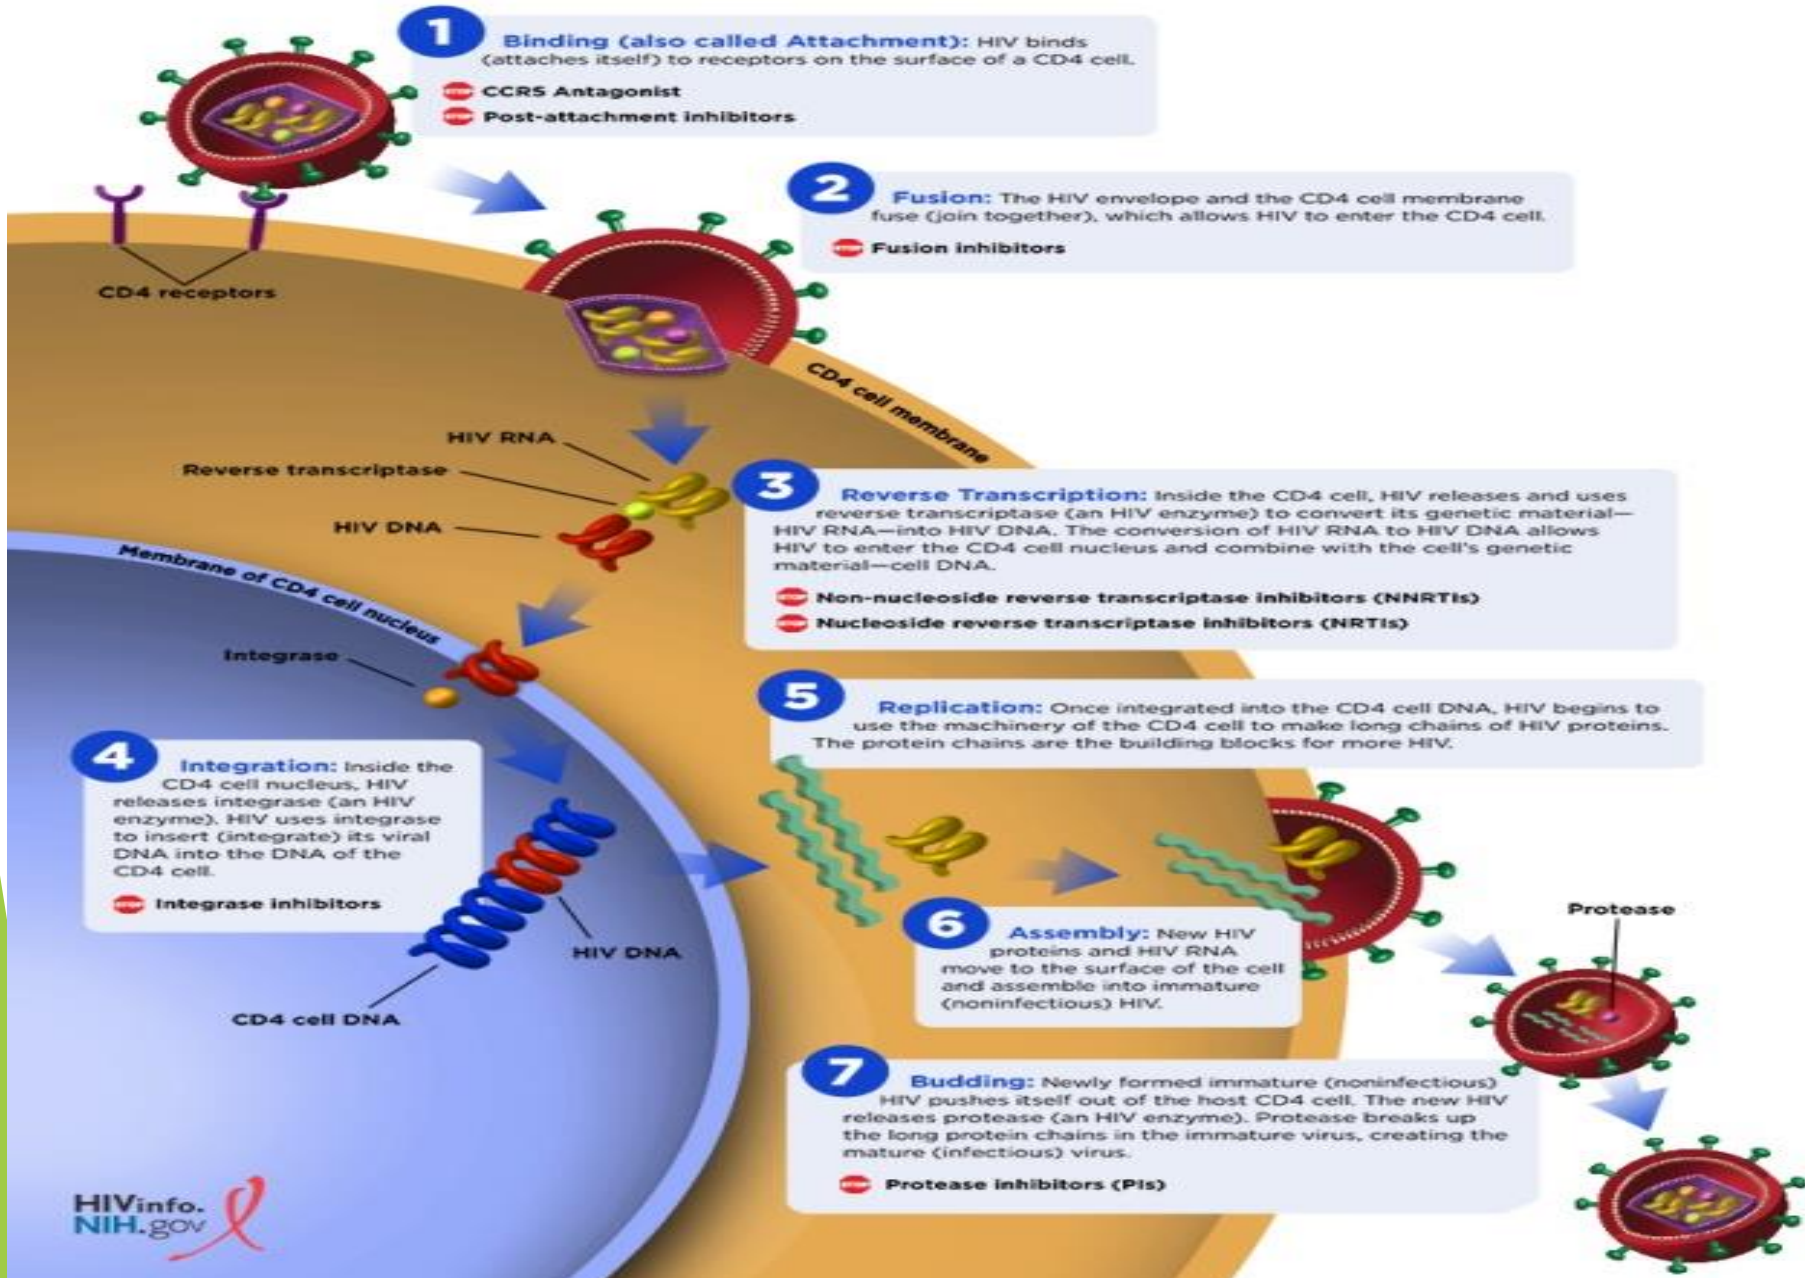 1
Binding (also called Attachment): HIV binds
(attaches itself) to receptors on the surface of a CD4 cell.
STOP CCR5 Antagonist
STOP Post-attachment inhibitors
2
Fusion: The HIV envelope and the CD4 cell membrane
fuse (join together), which allows HIV to enter the CD4 cell.
STOP Fusion inhibitors
CD4 receptors
CD4 cell membrane
HIV RNA
Reverse transcriptase
HIV DNA
3
Reverse Transcription: Inside the CD4 cell, HIV releases and uses
reverse transcriptase (an HIV enzyme) to convert its genetic material—
HIV RNA—into HIV DNA. The conversion of HIV RNA to HIV DNA allows
HIV to enter the CD4 cell nucleus and combine with the cell's genetic
material—cell DNA.
STOP Non-nucleoside reverse transcriptase inhibitors (NNRTIs)
STOP Nucleoside reverse transcriptase inhibitors (NRTIs)
Membrane of CD4 cell nucleus
Integrase
4
Integration: Inside the
CD4 cell nucleus, HIV
releases integrase (an HIV
enzyme). HIV uses integrase
to insert (integrate) its viral
DNA into the DNA of the
CD4 cell.
STOP Integrase inhibitors
HIV DNA
CD4 cell DNA
5
Replication: Once integrated into the CD4 cell DNA, HIV begins to
use the machinery of the CD4 cell to make long chains of HIV proteins.
The protein chains are the building blocks for more HIV.
6
Assembly: New HIV
proteins and HIV RNA
move to the surface of the cell
and assemble into immature
(noninfectious) HIV.
Protease
7
Budding: Newly formed immature (noninfectious)
HIV pushes itself out of the host CD4 cell. The new HIV
releases protease (an HIV enzyme). Protease breaks up
the long protein chains in the immature virus, creating the
mature (infectious) virus.
STOP Protease inhibitors (PIs)
HIVinfo.
NIH.gov